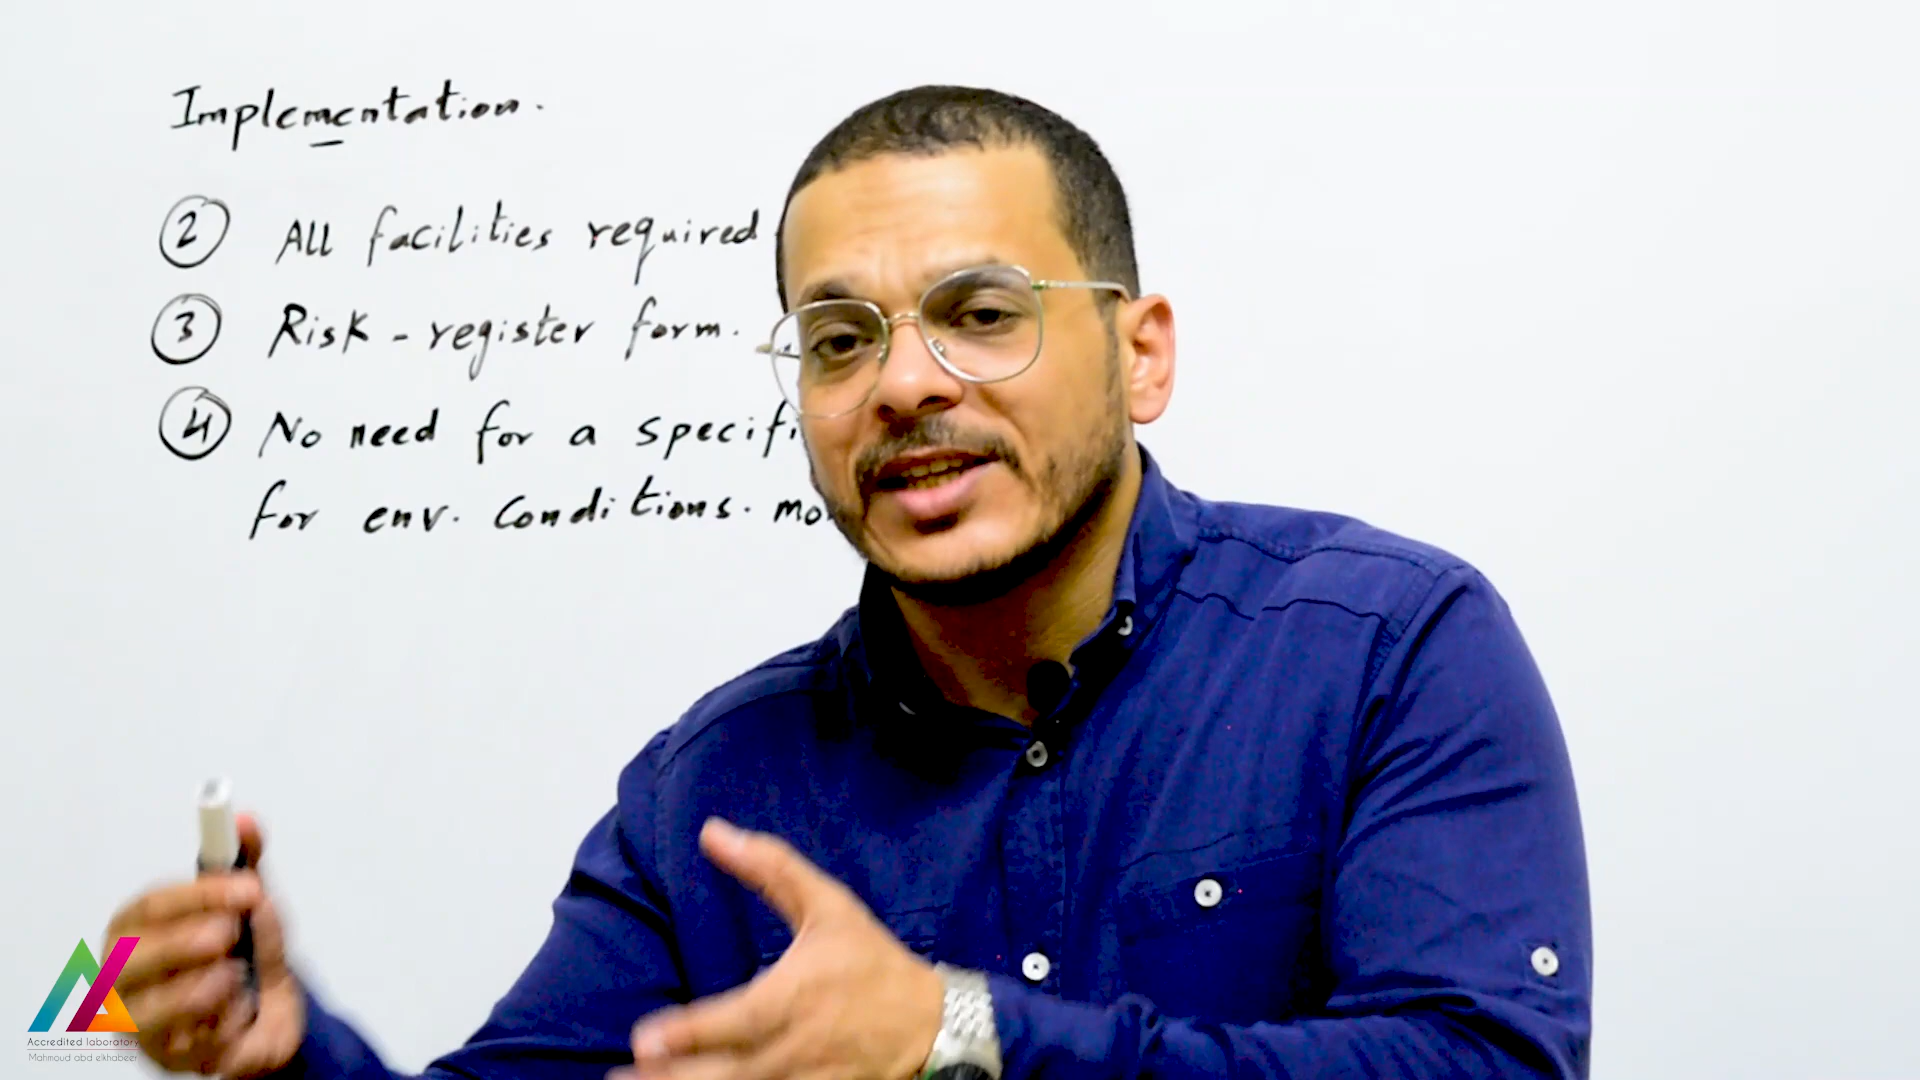 Implementation.
2 All facilities required
3 Risk - register form.
4 No need for a specifi
for env. conditions. mo
Accredited laboratory
Mahmoud abd elkhabeer